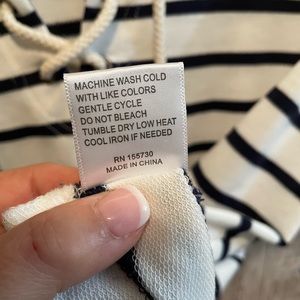 MACHINE WASH COLD
WITH LIKE COLORS
GENTLE CYCLE
DO NOT BLEACH
TUMBLE DRY LOW HEAT
COOL IRON IF NEEDED
RN 155730
MADE IN CHINA